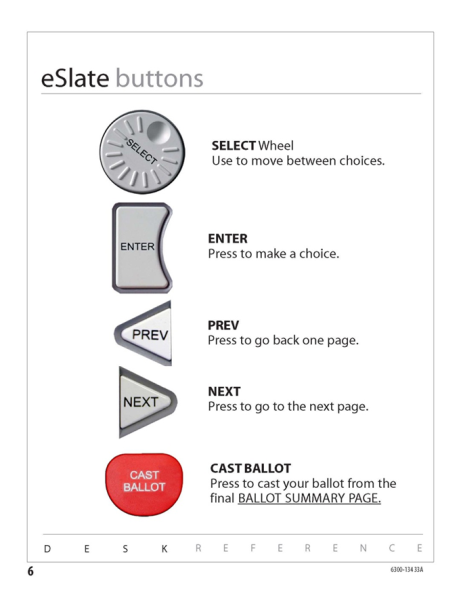 eSlate buttons
SELECT
SELECT Wheel
Use to move between choices.
ENTER
ENTER
Press to make a choice.
PREV
PREV
Press to go back one page.
NEXT
NEXT
Press to go to the next page.
CAST
BALLOT
CAST BALLOT
Press to cast your ballot from the
final BALLOT SUMMARY PAGE.
D E S K R E F E R E N C E
6
6300-134 33A